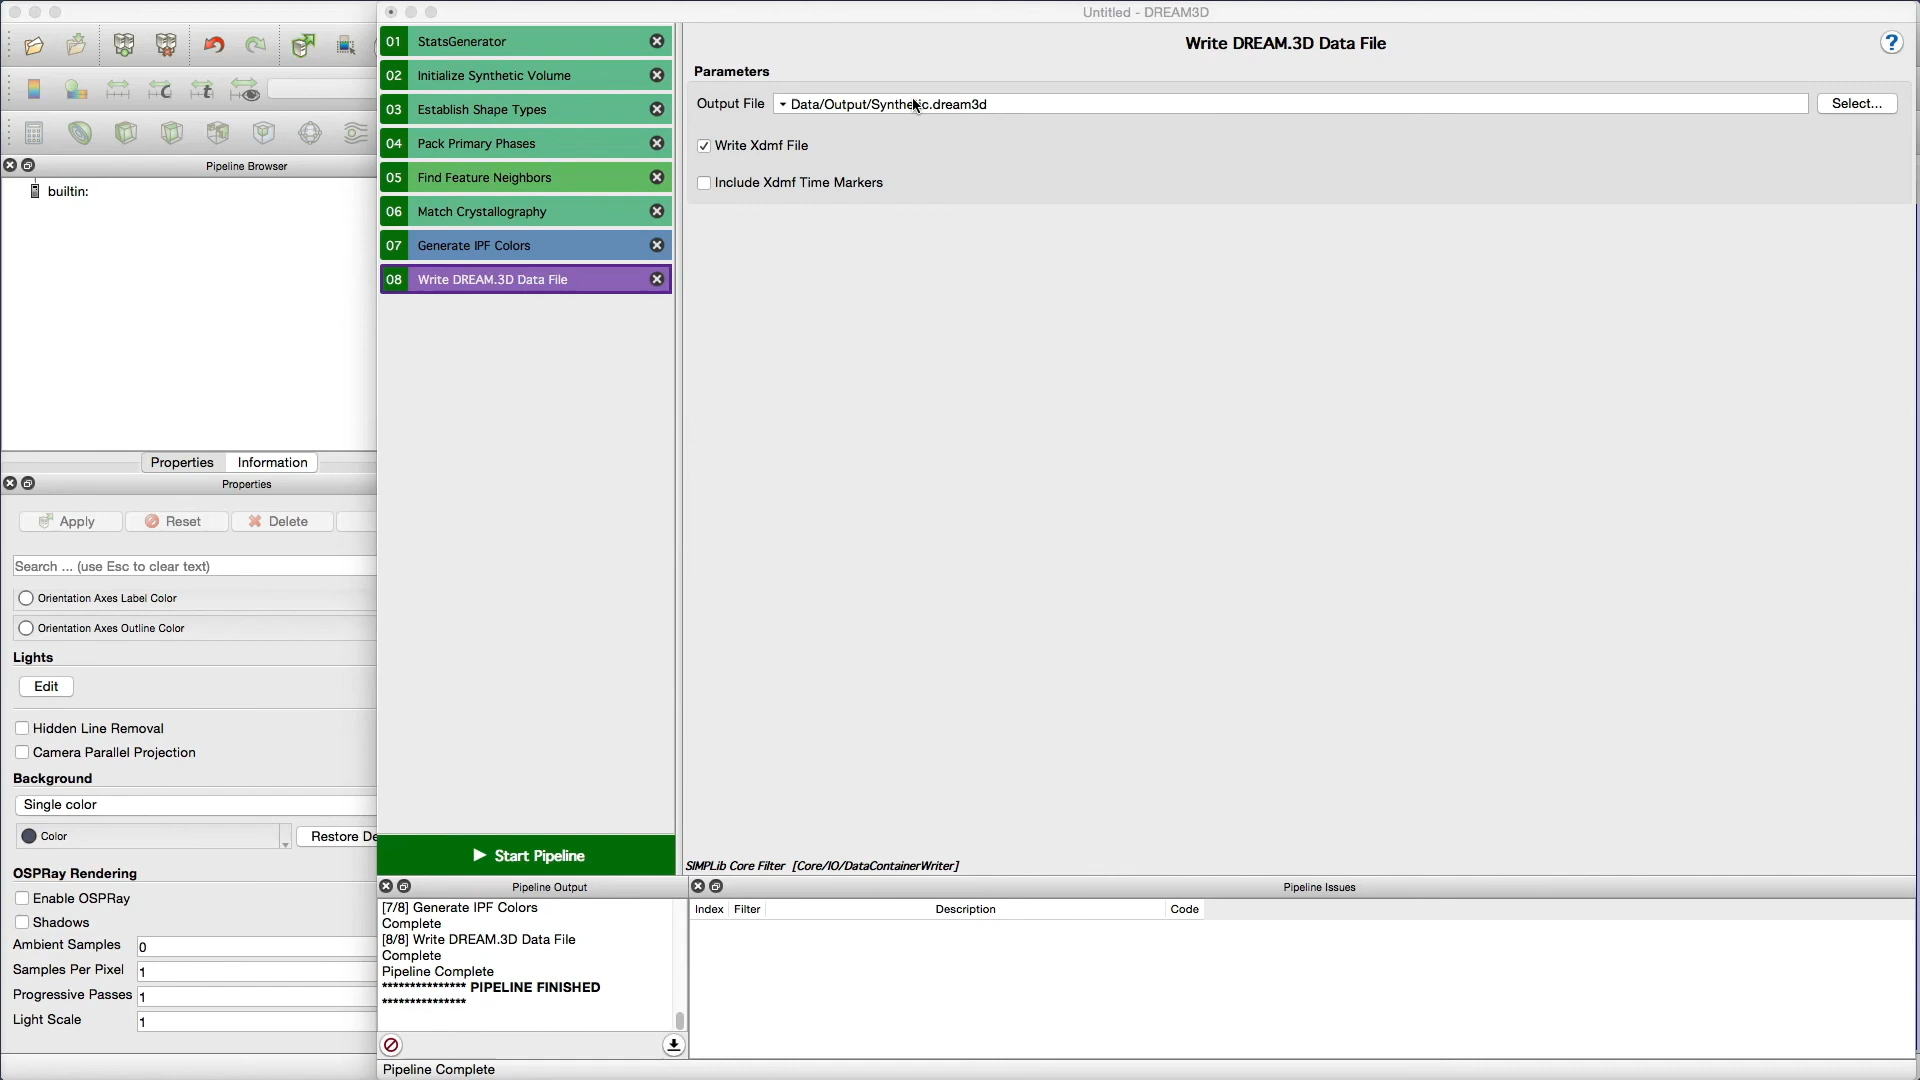 Untitled - DREAM3D
Pipeline Browser
builtin:
Properties
Information
Properties
Apply
Reset
Delete
Search ... (use Esc to clear text)
Orientation Axes Label Color
Orientation Axes Outline Color
Lights
Edit
Hidden Line Removal
Camera Parallel Projection
Background
Single color
Color
Restore De
OSPRay Rendering
Enable OSPRay
Shadows
Ambient Samples 0
Samples Per Pixel 1
Progressive Passes 1
Light Scale 1
01 StatsGenerator
02 Initialize Synthetic Volume
03 Establish Shape Types
04 Pack Primary Phases
05 Find Feature Neighbors
06 Match Crystallography
07 Generate IPF Colors
08 Write DREAM.3D Data File
Start Pipeline
Write DREAM.3D Data File
?
Parameters
Output File Data/Output/Synthetic.dream3d Select...
Write Xdmf File
Include Xdmf Time Markers
SIMPLib Core Filter [Core/IO/DataContainerWriter]
Pipeline Output
[7/8] Generate IPF Colors
Complete
[8/8] Write DREAM.3D Data File
Complete
Pipeline Complete
*************** PIPELINE FINISHED
***************
Pipeline Issues
Index Filter Description Code
Pipeline Complete